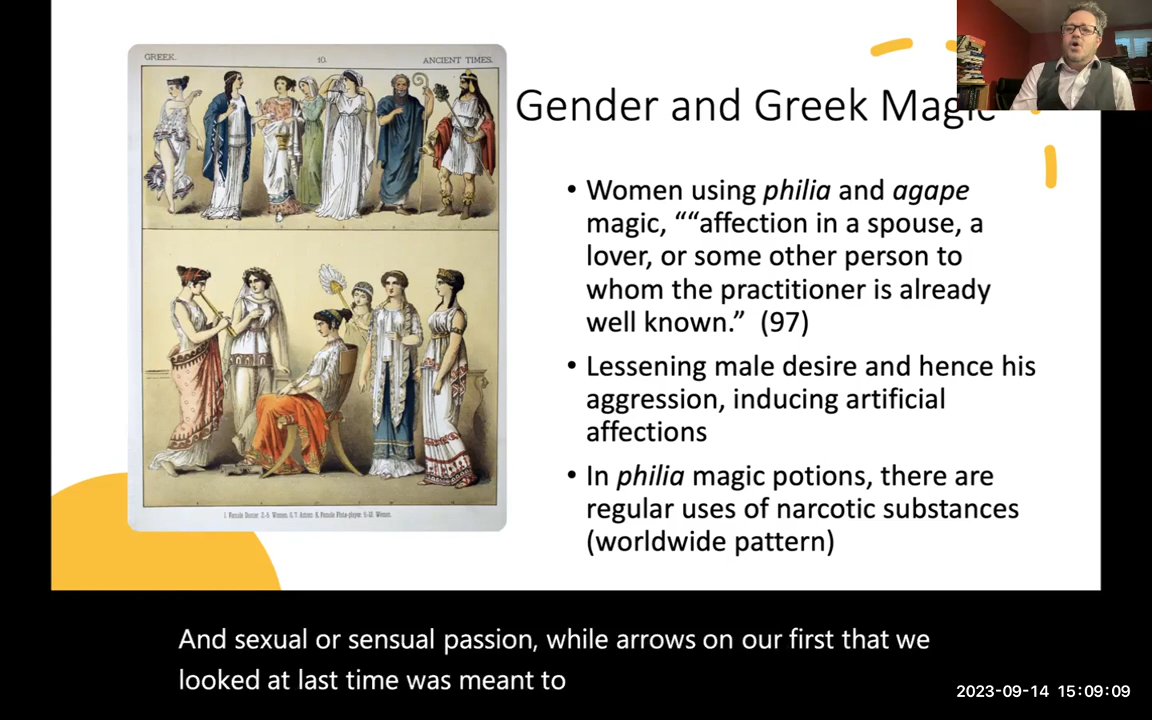 GREEK. 10. ANCIENT TIMES.
Gender and Greek Magic
• Women using philia and agape
magic, ““affection in a spouse, a
lover, or some other person to
whom the practitioner is already
well known.” (97)
• Lessening male desire and hence his
aggression, inducing artificial
affections
• In philia magic potions, there are
regular uses of narcotic substances
(worldwide pattern)
And sexual or sensual passion, while arrows on our first that we
looked at last time was meant to
2023-09-14 15:09:09